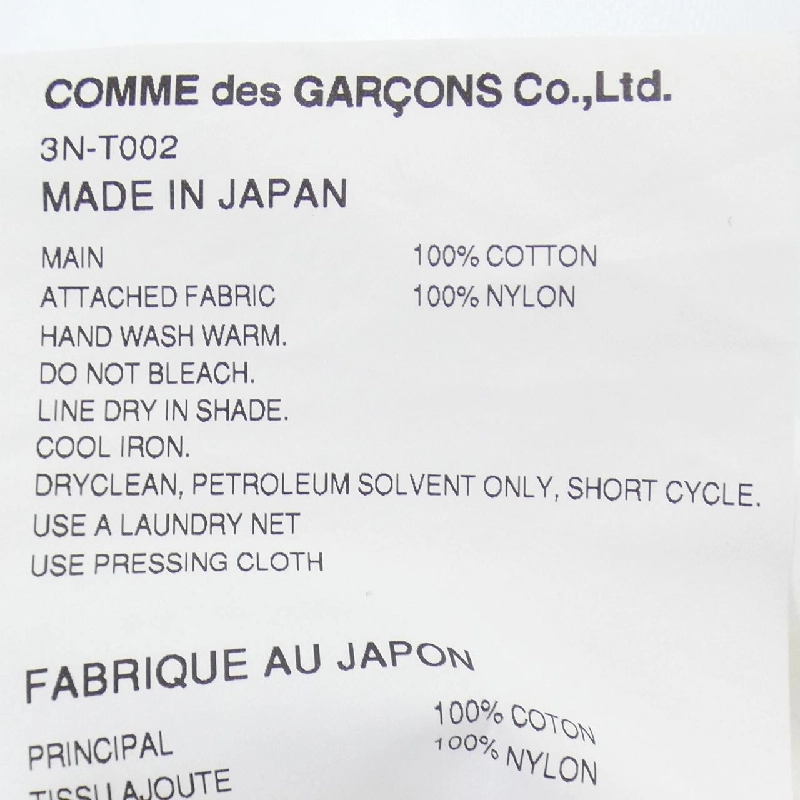 COMME des GARÇONS Co.,Ltd.
3N-T002
MADE IN JAPAN
MAIN 100% COTTON
ATTACHED FABRIC 100% NYLON
HAND WASH WARM.
DO NOT BLEACH.
LINE DRY IN SHADE.
COOL IRON.
DRYCLEAN, PETROLEUM SOLVENT ONLY, SHORT CYCLE.
USE A LAUNDRY NET
USE PRESSING CLOTH
FABRIQUE AU JAPON
PRINCIPAL 100% COTON
TISSU AJOUTE 100% NYLON